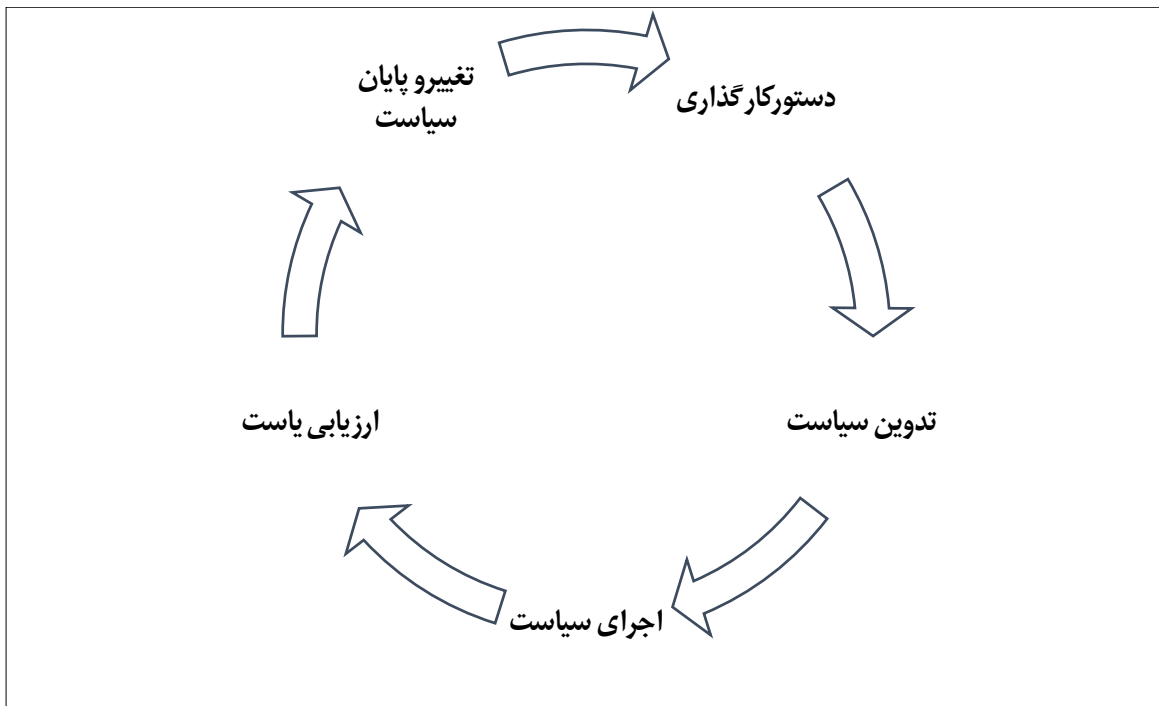 دستورکارگذاری
تدوین سیاست
اجرای سیاست
ارزیابی یاست
تغییرو پایان
سیاست